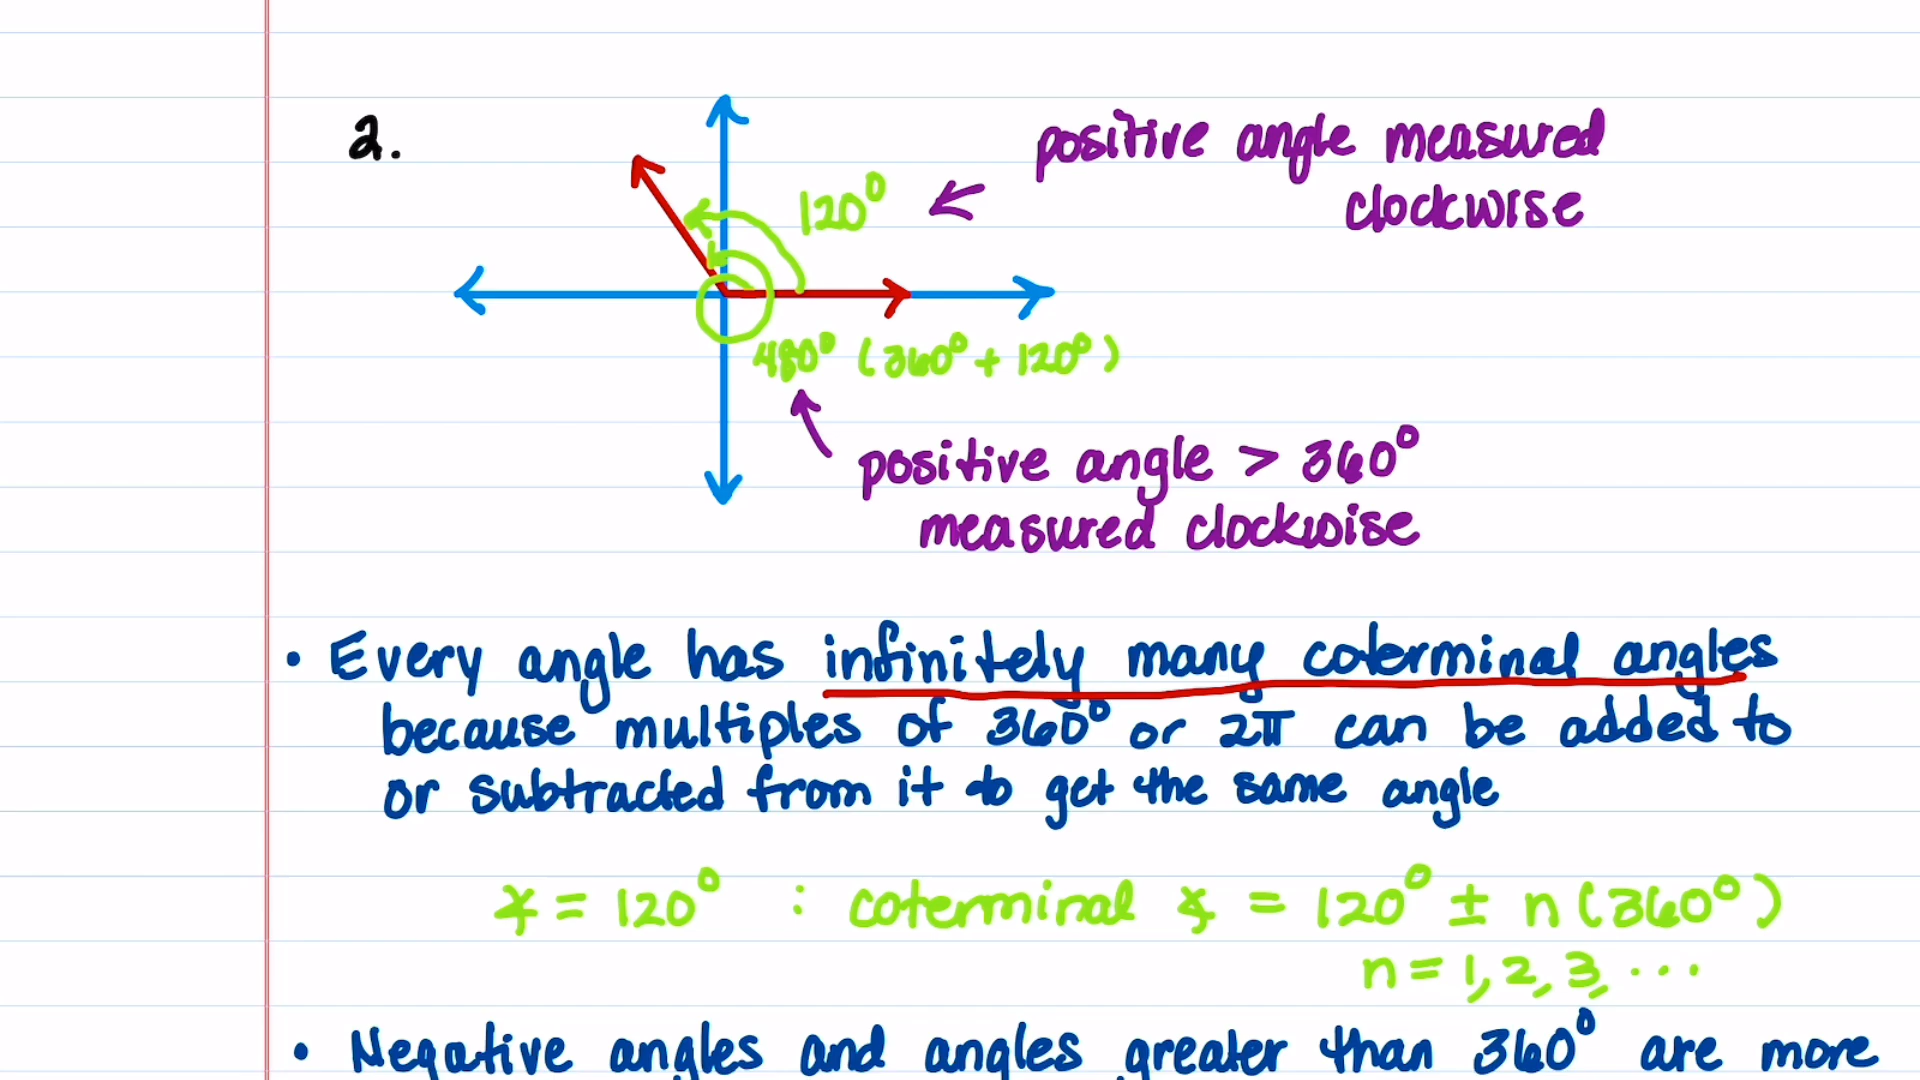 2.
positive angle measured
clockwise
120°
480° (360° + 120°)
positive angle > 360°
measured clockwise
• Every angle has infinitely many coterminal angles
because multiples of 360° or 2π can be added to
or subtracted from it to get the same angle
∡ = 120° : coterminal ∡ = 120° ± n(360°)
n = 1, 2, 3, ...
• Negative angles and angles greater than 360° are more